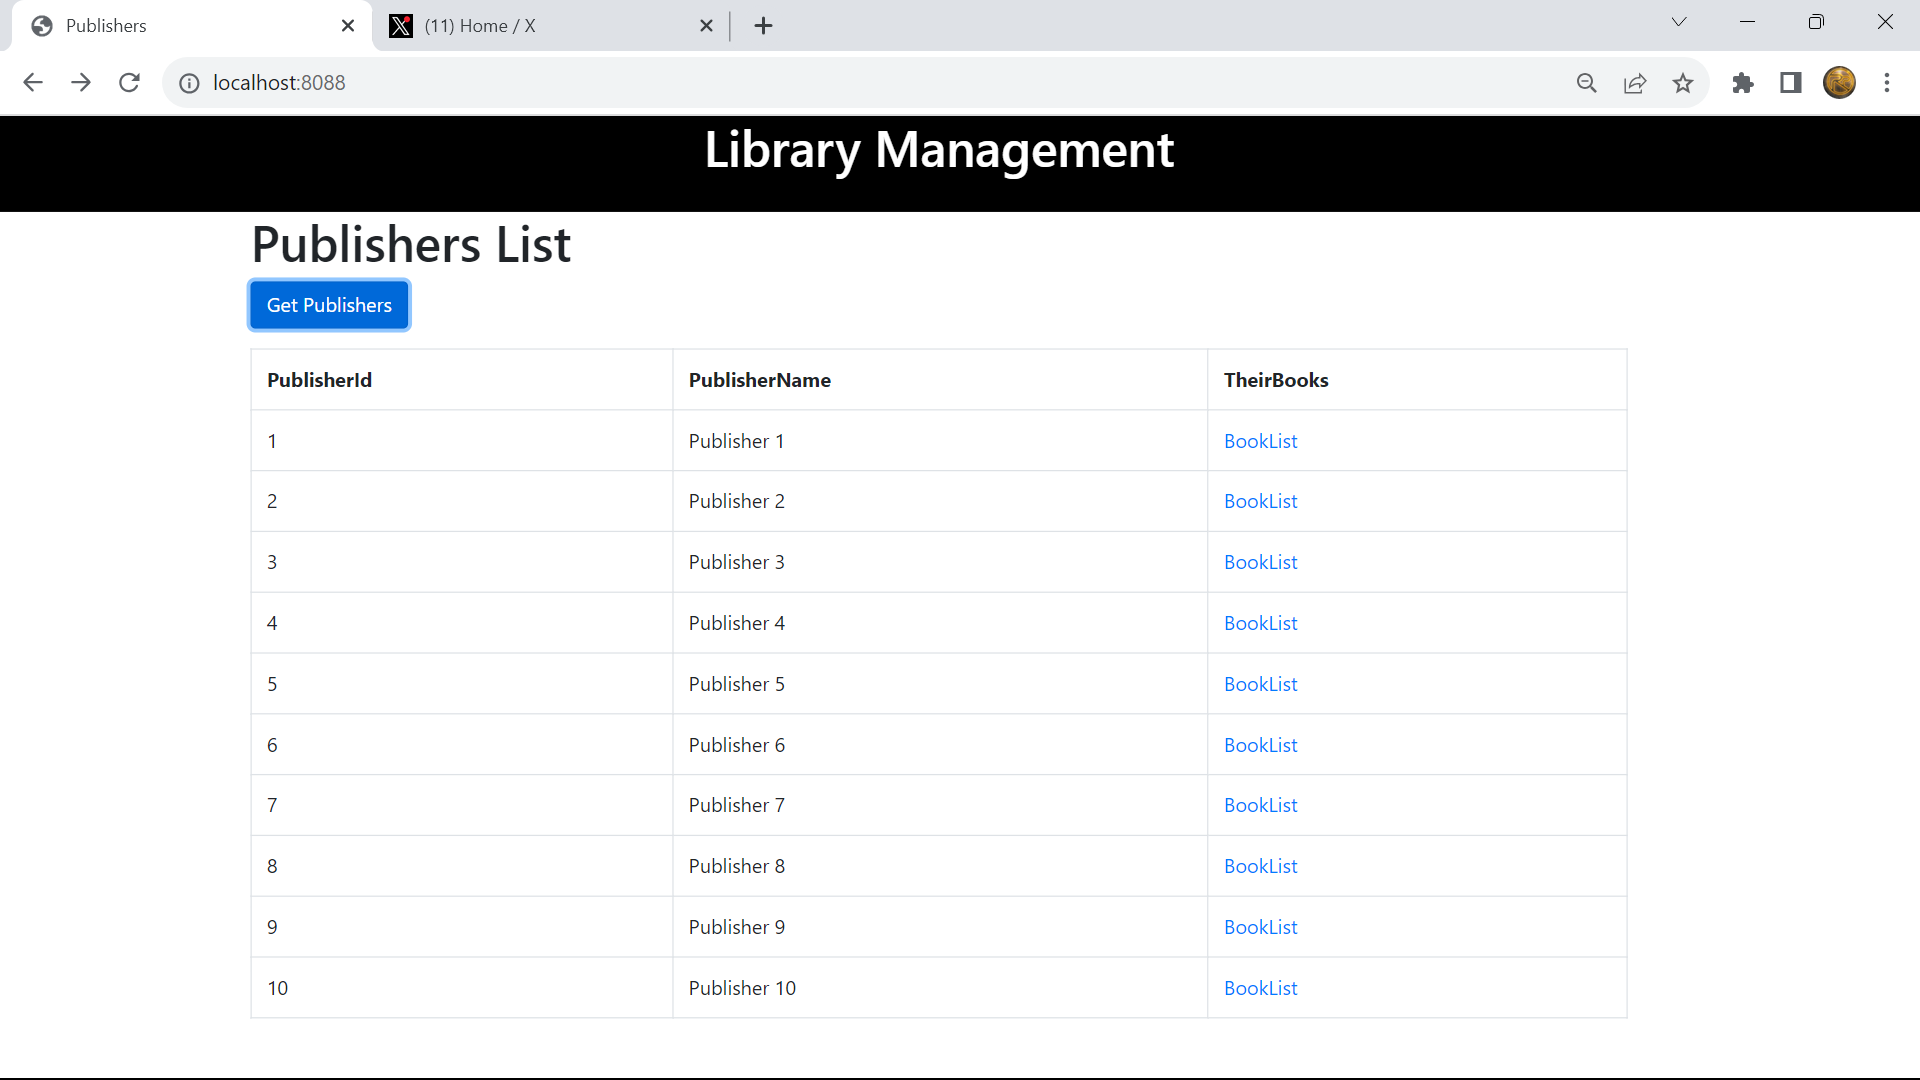 Publishers
(11) Home / X
localhost:8088
Library Management
Publishers List
Get Publishers
PublisherId PublisherName TheirBooks
1 Publisher 1 BookList
2 Publisher 2 BookList
3 Publisher 3 BookList
4 Publisher 4 BookList
5 Publisher 5 BookList
6 Publisher 6 BookList
7 Publisher 7 BookList
8 Publisher 8 BookList
9 Publisher 9 BookList
10 Publisher 10 BookList